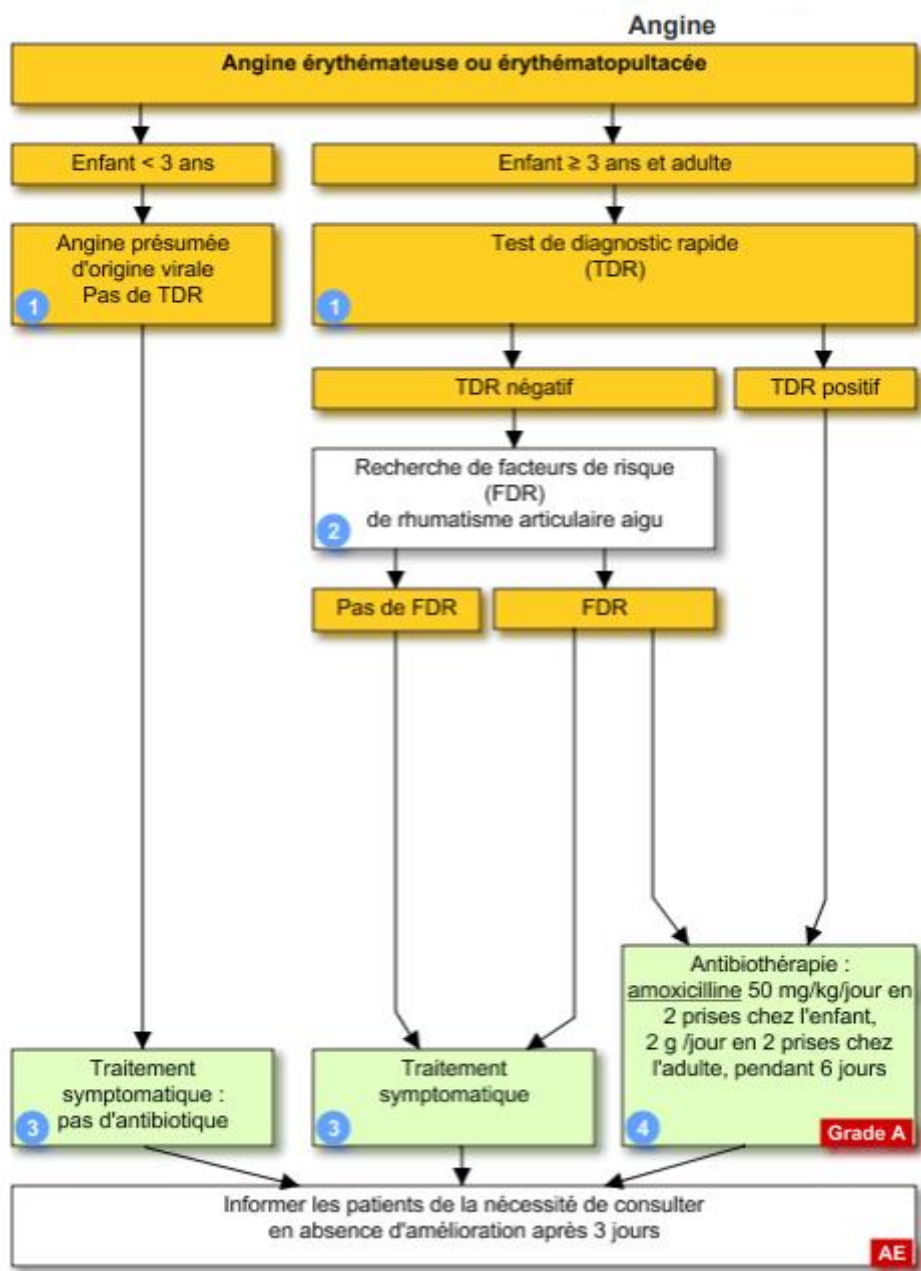 Angine
Angine érythémateuse ou érythématopultacée
Enfant < 3 ans
Enfant ≥ 3 ans et adulte
Angine présumée
d'origine virale
Pas de TDR
1
Test de diagnostic rapide
(TDR)
1
TDR négatif
TDR positif
Recherche de facteurs de risque
(FDR)
de rhumatisme articulaire aigu
2
Pas de FDR
FDR
Traitement
symptomatique :
pas d'antibiotique
3
Traitement
symptomatique
3
Antibiothérapie :
amoxicilline 50 mg/kg/jour en
2 prises chez l'enfant,
2 g /jour en 2 prises chez
l'adulte, pendant 6 jours
4
Grade A
Informer les patients de la nécessité de consulter
en absence d'amélioration après 3 jours
AE